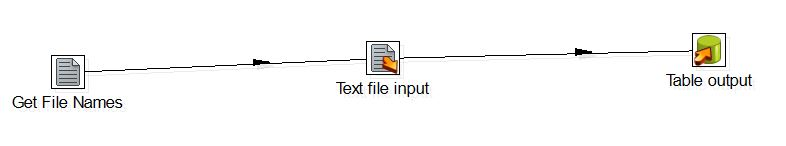 Get File Names
Text file input
Table output